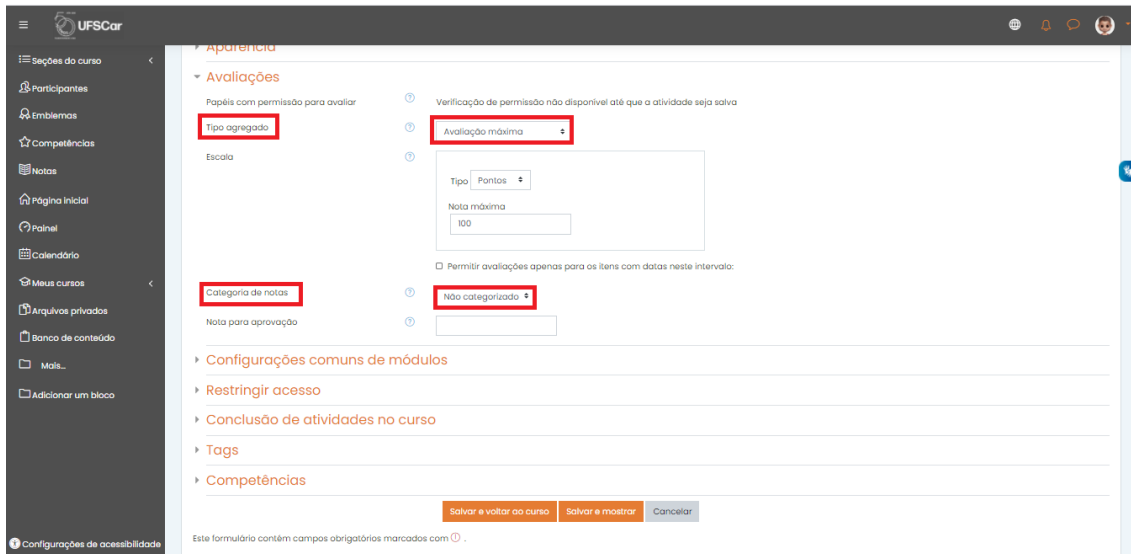 UFSCar
Seções do curso
Participantes
Emblemas
Competências
Notas
Página inicial
Painel
Calendário
Meus cursos
Arquivos privados
Banco de conteúdo
Mais...
Adicionar um bloco
Configurações de acessibilidade
Aparência
Avaliações
Papéis com permissão para avaliar
Verificação de permissão não disponível até que a atividade seja salva
Tipo agregado
Avaliação máxima
Escala
Tipo Pontos
Nota máxima
100
Permitir avaliações apenas para os itens com datas neste intervalo:
Categoria de notas
Não categorizado
Nota para aprovação
Configurações comuns de módulos
Restringir acesso
Conclusão de atividades no curso
Tags
Competências
Salvar e voltar ao curso Salvar e mostrar Cancelar
Este formulário contém campos obrigatórios marcados com .